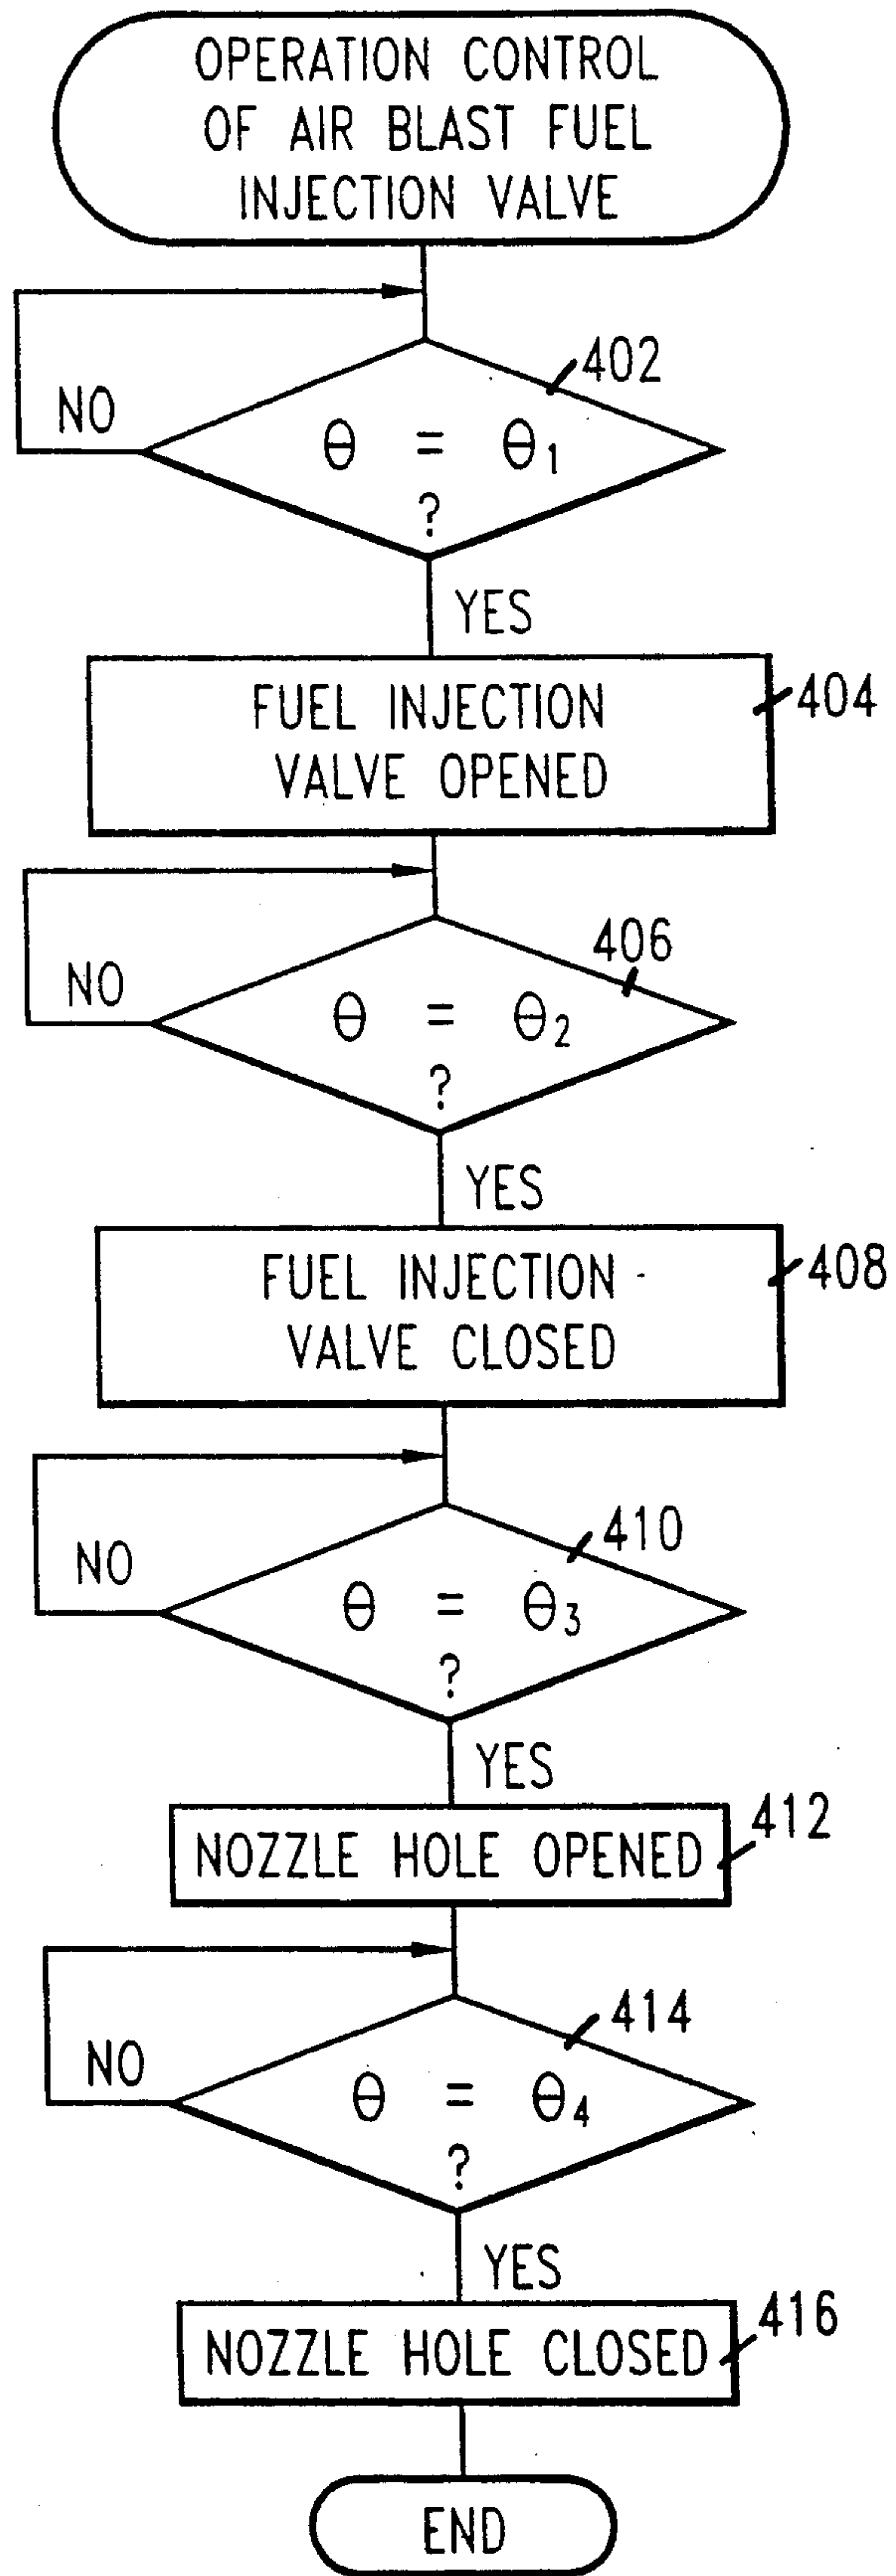 OPERATION CONTROL
OF AIR BLAST FUEL
INJECTION VALVE
402
NO
θ = θ1
?
YES
FUEL INJECTION
VALVE OPENED
404
406
NO
θ = θ2
?
YES
FUEL INJECTION
VALVE CLOSED
408
410
NO
θ = θ3
?
YES
NOZZLE HOLE OPENED
412
414
NO
θ = θ4
?
YES
NOZZLE HOLE CLOSED
416
END